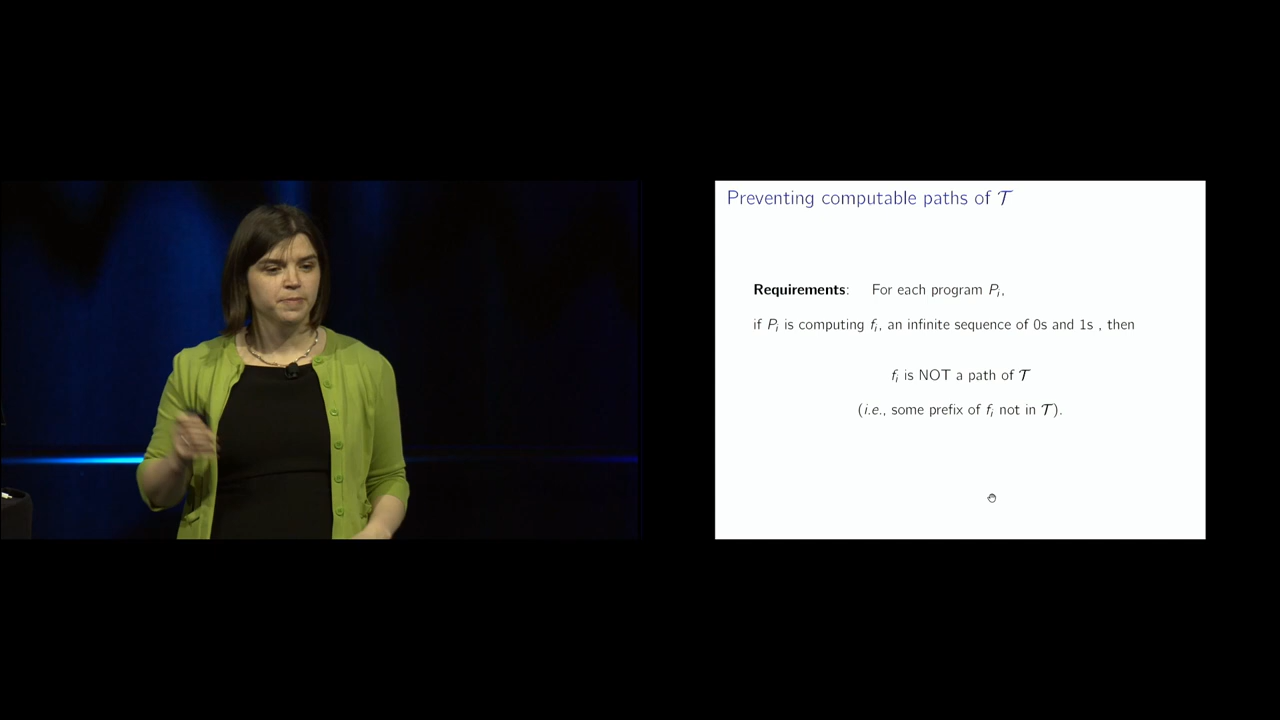 Preventing computable paths of 𝒯
Requirements: For each program Pᵢ,
if Pᵢ is computing fᵢ, an infinite sequence of 0s and 1s , then
fᵢ is NOT a path of 𝒯
(i.e., some prefix of fᵢ not in 𝒯).